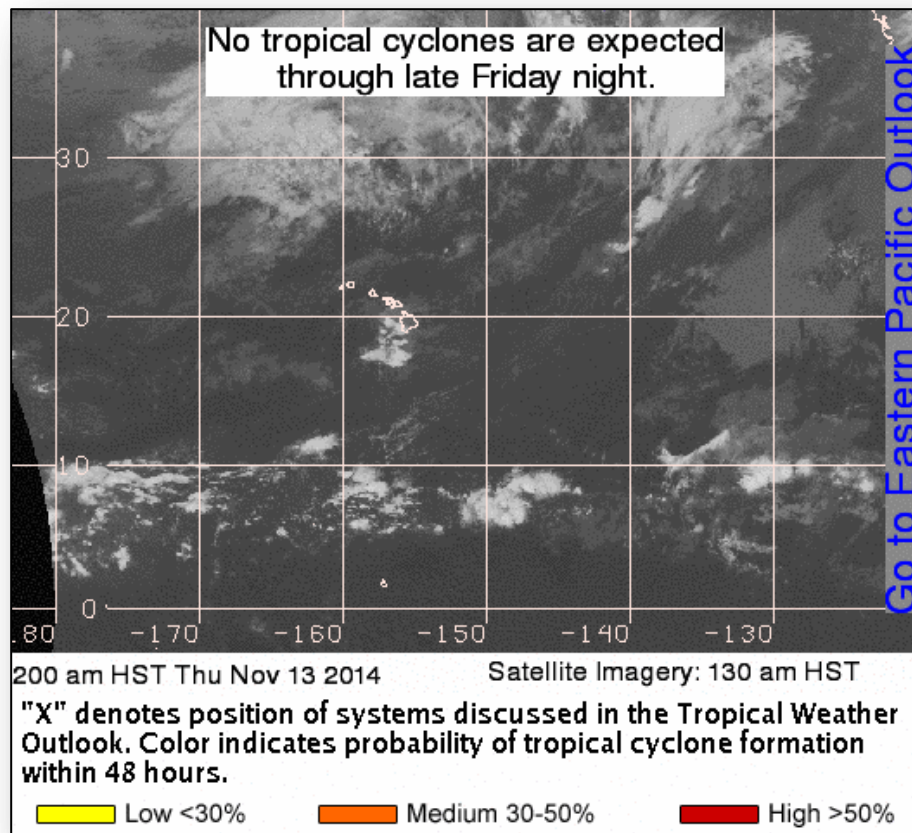 No tropical cyclones are expected
through late Friday night.
Go to Eastern Pacific Outlook
30
20
10
0
.80
-170
-160
-150
-140
-130
200 am HST Thu Nov 13 2014
Satellite Imagery: 130 am HST
"X" denotes position of systems discussed in the Tropical Weather
Outlook. Color indicates probability of tropical cyclone formation
within 48 hours.
Low <30%
Medium 30-50%
High >50%